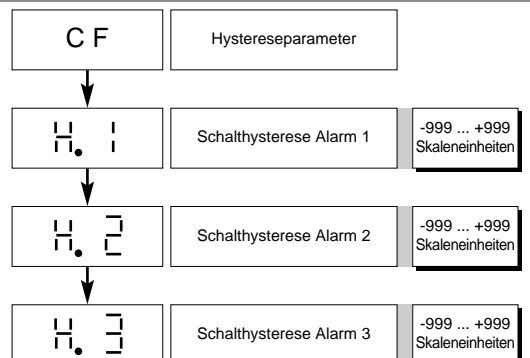 C F
Hystereseparameter
H. 1
Schalthysterese Alarm 1
-999 ... +999
Skaleneinheiten
H. 2
Schalthysterese Alarm 2
-999 ... +999
Skaleneinheiten
H. 3
Schalthysterese Alarm 3
-999 ... +999
Skaleneinheiten